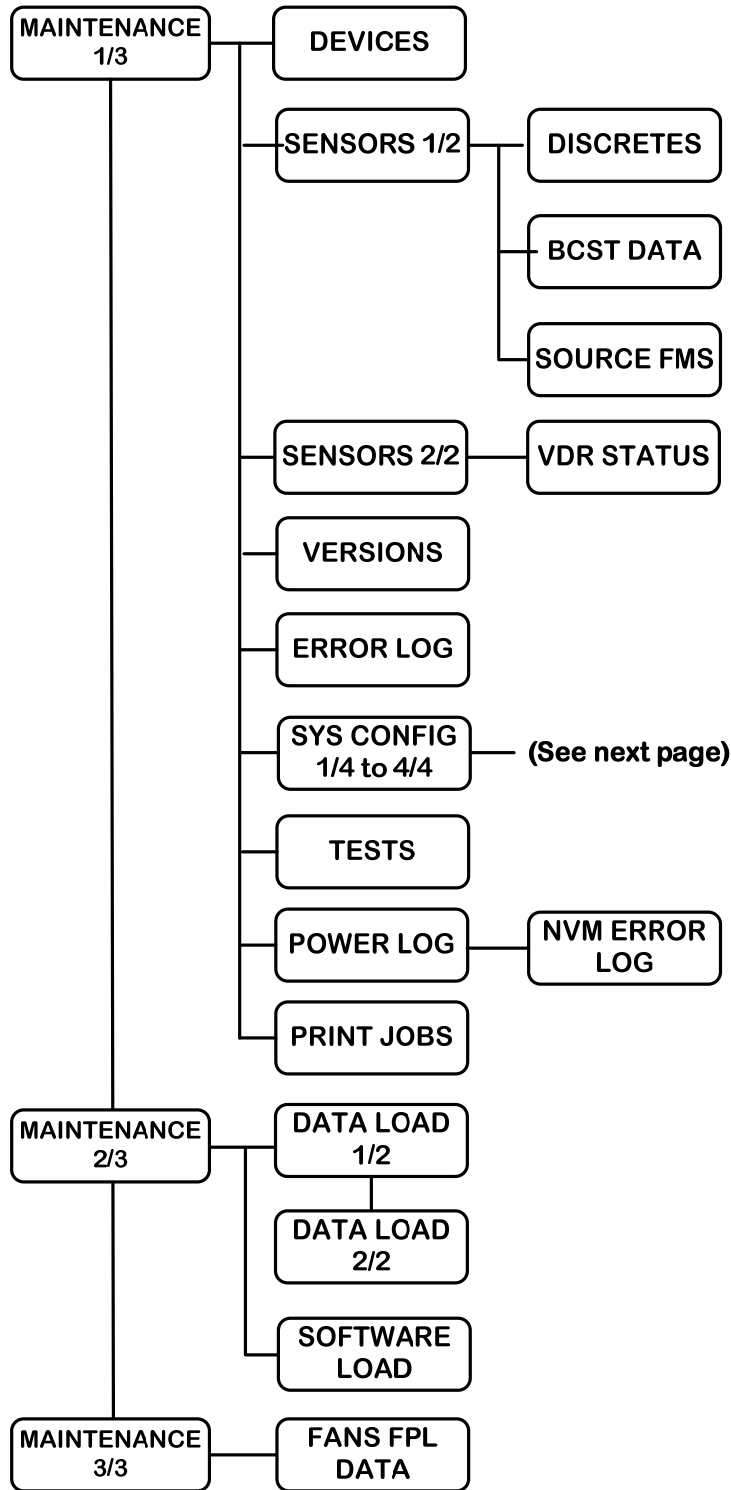 MAINTENANCE
1/3
DEVICES
SENSORS 1/2
DISCRETES
BCST DATA
SOURCE FMS
SENSORS 2/2
VDR STATUS
VERSIONS
ERROR LOG
SYS CONFIG
1/4 to 4/4
(See next page)
TESTS
POWER LOG
NVM ERROR
LOG
PRINT JOBS
MAINTENANCE
2/3
DATA LOAD
1/2
DATA LOAD
2/2
SOFTWARE
LOAD
MAINTENANCE
3/3
FANS FPL
DATA